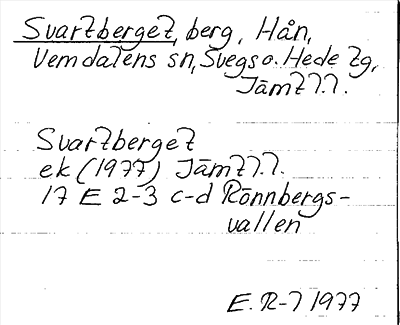 Svartberget, berg, Hån,
Vemdalens sn, Svegs o. Hede tg,
Jämtl.l.
Svartberget
ek (1977) Jämtl.l.
17 E 2-3 c-d Rönnbergs-
vallen
E. R-l 1977